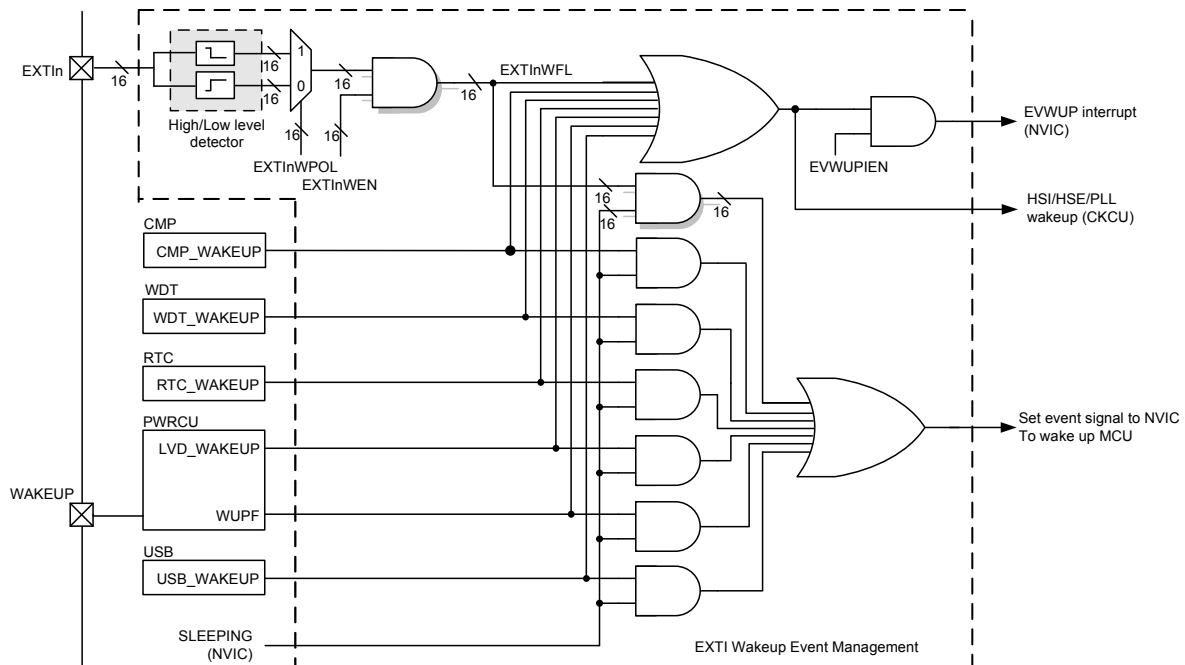 EXTIn
16
High/Low level
detector
16
16
1
0
16
EXTInWPOL
16
16
EXTInWEN
16
EXTInWFL
EVWUPIEN
EVWUP interrupt
(NVIC)
HSI/HSE/PLL
wakeup (CKCU)
16
16
16
CMP
CMP_WAKEUP
WDT
WDT_WAKEUP
RTC
RTC_WAKEUP
PWRCU
LVD_WAKEUP
WAKEUP
WUPF
USB
USB_WAKEUP
SLEEPING
(NVIC)
Set event signal to NVIC
To wake up MCU
EXTI Wakeup Event Management